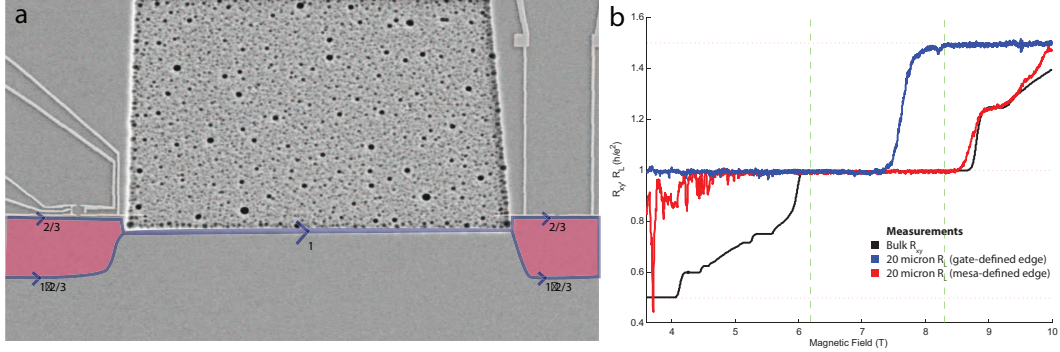 a
2/3
2/3
1
1 2/3
1 2/3
b
R_xy, R_L (h/e²)
1.6
1.4
1.2
1
0.8
0.6
0.4
4
5
6
7
8
9
10
Magnetic Field (T)
Measurements
Bulk R_xy
20 micron R_L (gate-defined edge)
20 micron R_L (mesa-defined edge)